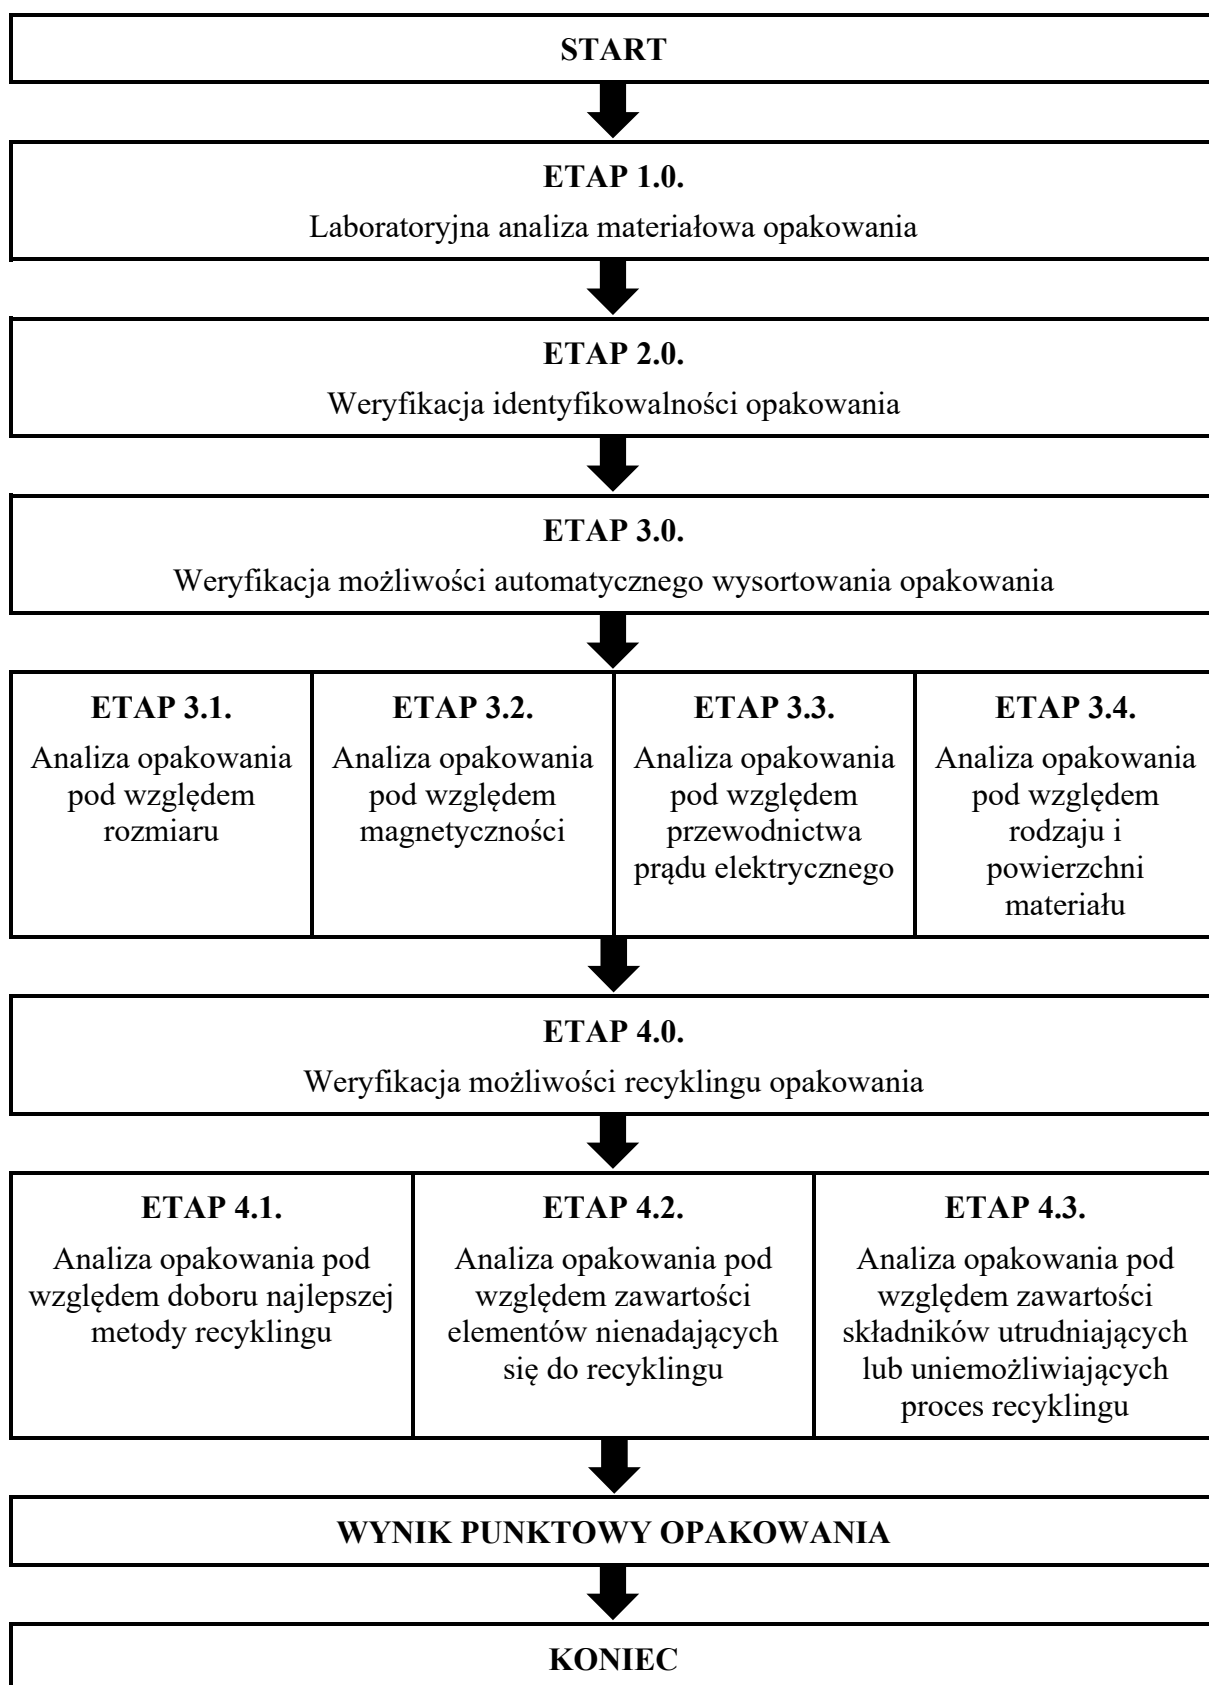 START
ETAP 1.0.
Laboratoryjna analiza materiałowa opakowania
ETAP 2.0.
Weryfikacja identyfikowalności opakowania
ETAP 3.0.
Weryfikacja możliwości automatycznego wysortowania opakowania
ETAP 3.1.
Analiza opakowania
pod względem
rozmiaru
ETAP 3.2.
Analiza opakowania
pod względem
magnetyczności
ETAP 3.3.
Analiza opakowania
pod względem
przewodnictwa
prądu elektrycznego
ETAP 3.4.
Analiza opakowania
pod względem
rodzaju i
powierzchni
materiału
ETAP 4.0.
Weryfikacja możliwości recyklingu opakowania
ETAP 4.1.
Analiza opakowania pod
względem doboru najlepszej
metody recyklingu
ETAP 4.2.
Analiza opakowania pod
względem zawartości
elementów nienadających
się do recyklingu
ETAP 4.3.
Analiza opakowania pod
względem zawartości
składników utrudniających
lub uniemożliwiających
proces recyklingu
WYNIK PUNKTOWY OPAKOWANIA
KONIEC